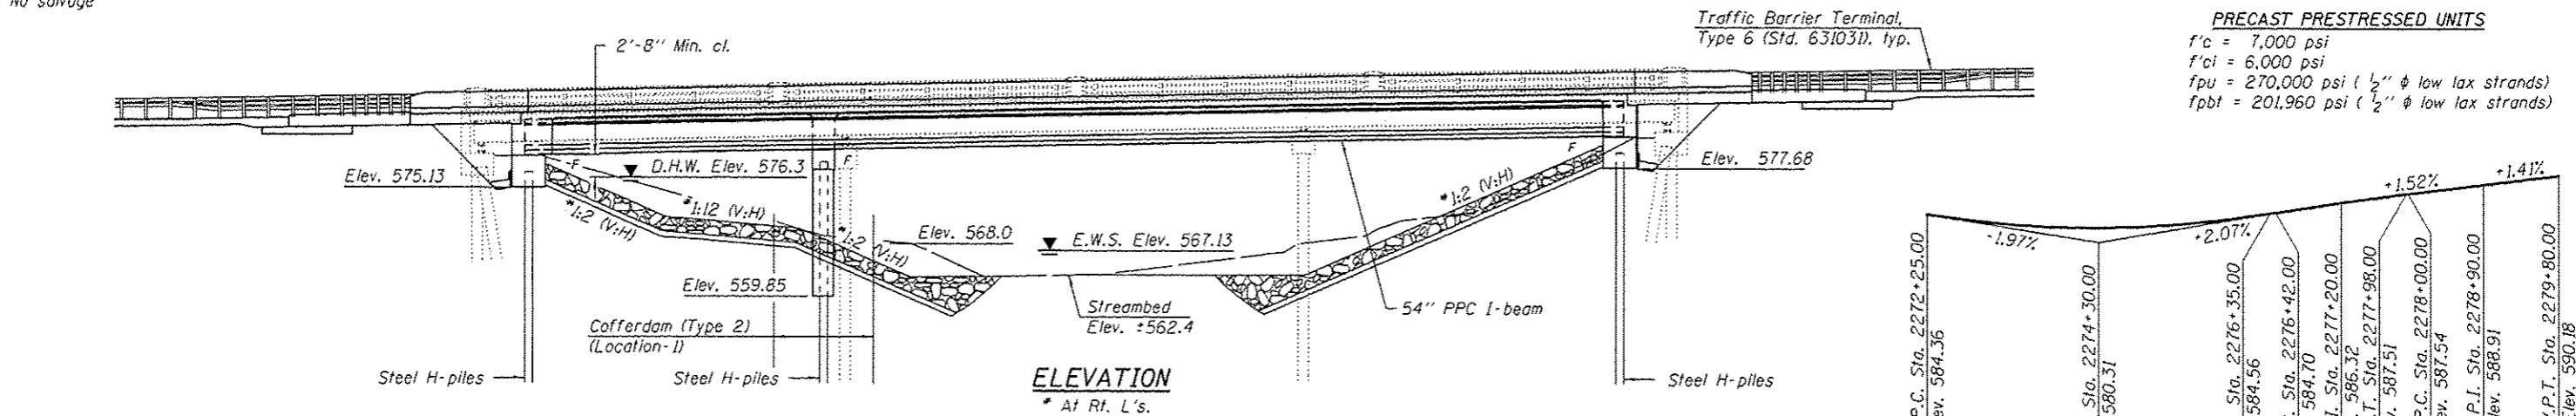 No salvage
2'-8" Min. cl.
Traffic Barrier Terminal,
Type 6 (Std. 631031), typ.
PRECAST PRESTRESSED UNITS
f'c = 7,000 psi
f'ci = 6,000 psi
fpu = 270,000 psi ( 1/2" φ low lax strands)
fpbt = 201,960 psi ( 1/2" φ low lax strands)
D.H.W. Elev. 576.3
F
F
F
Elev. 575.13
Elev. 577.68
*1:12 (V:H)
*1:2 (V:H)
*1:2 (V:H)
*1:2 (V:H)
Elev. 568.0
E.W.S. Elev. 567.13
Elev. 559.85
Streambed
Elev. ±562.4
54" PPC I-beam
Cofferdam (Type 2)
(Location-1)
Steel H-piles
Steel H-piles
Steel H-piles
ELEVATION
* At Rt. L's.
-1.97%
+2.07%
+1.52%
+1.41%
P.C. Sta. 2272+25.00
Elev. 584.36
Sta. 2274+30.00
580.31
Sta. 2276+35.00
584.56
Sta. 2276+42.00
584.70
Sta. 2277+20.00
586.32
T. Sta. 2277+98.00
587.51
P.C. Sta. 2278+00.00
Elev. 587.54
P.I. Sta. 2278+90.00
Elev. 588.91
P.T. Sta. 2279+80.00
Elev. 590.18